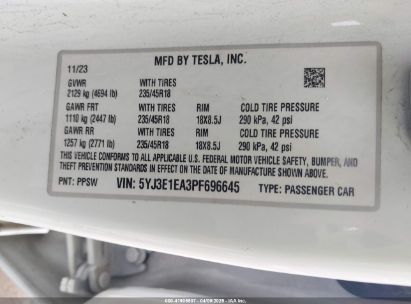 MFD BY TESLA, INC.
11/23
GVWR WITH TIRES
2129 kg (4694 lb) 235/45R18
GAWR FRT WITH TIRES RIM COLD TIRE PRESSURE
1110 kg (2447 lb) 235/45R18 18X8.5J 290 kPa, 42 psi
GAWR RR WITH TIRES RIM COLD TIRE PRESSURE
1257 kg (2771 lb) 235/45R18 18X8.5J 290 kPa, 42 psi
THIS VEHICLE CONFORMS TO ALL APPLICABLE FEDERAL MOTOR VEHICLE SAFETY, BUMPER, AND
THEFT PREVENTION STANDARDS IN EFFECT ON THE DATE OF MANUFACTURE SHOWN ABOVE.
PNT: PPSW VIN: 5YJ3E1EA3PF696645 TYPE: PASSENGER CAR